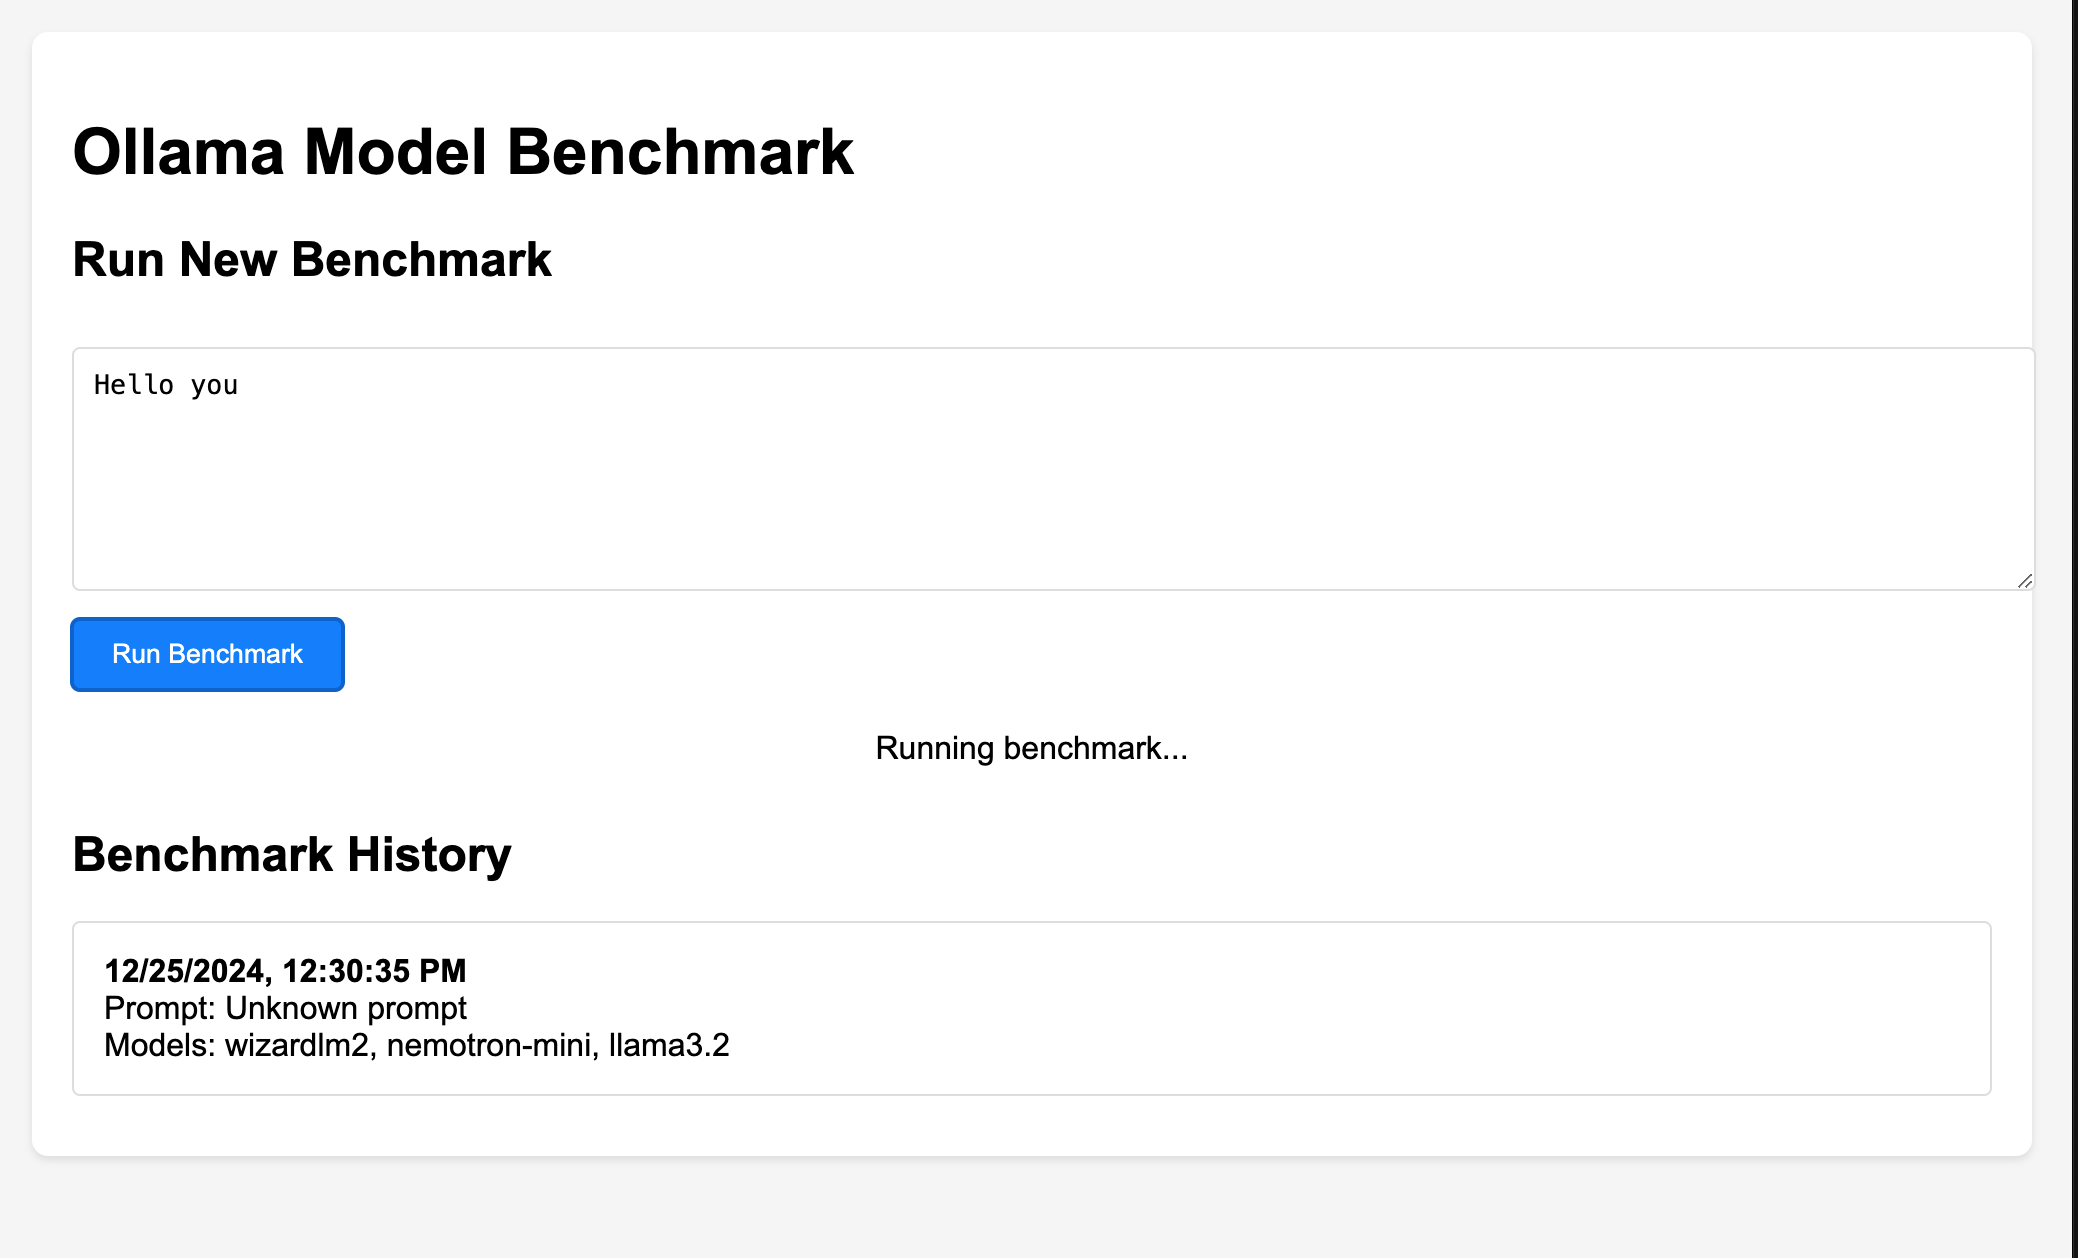 Ollama Model Benchmark
Run New Benchmark
Hello you
Run Benchmark
Running benchmark...
Benchmark History
12/25/2024, 12:30:35 PM
Prompt: Unknown prompt
Models: wizardlm2, nemotron-mini, llama3.2